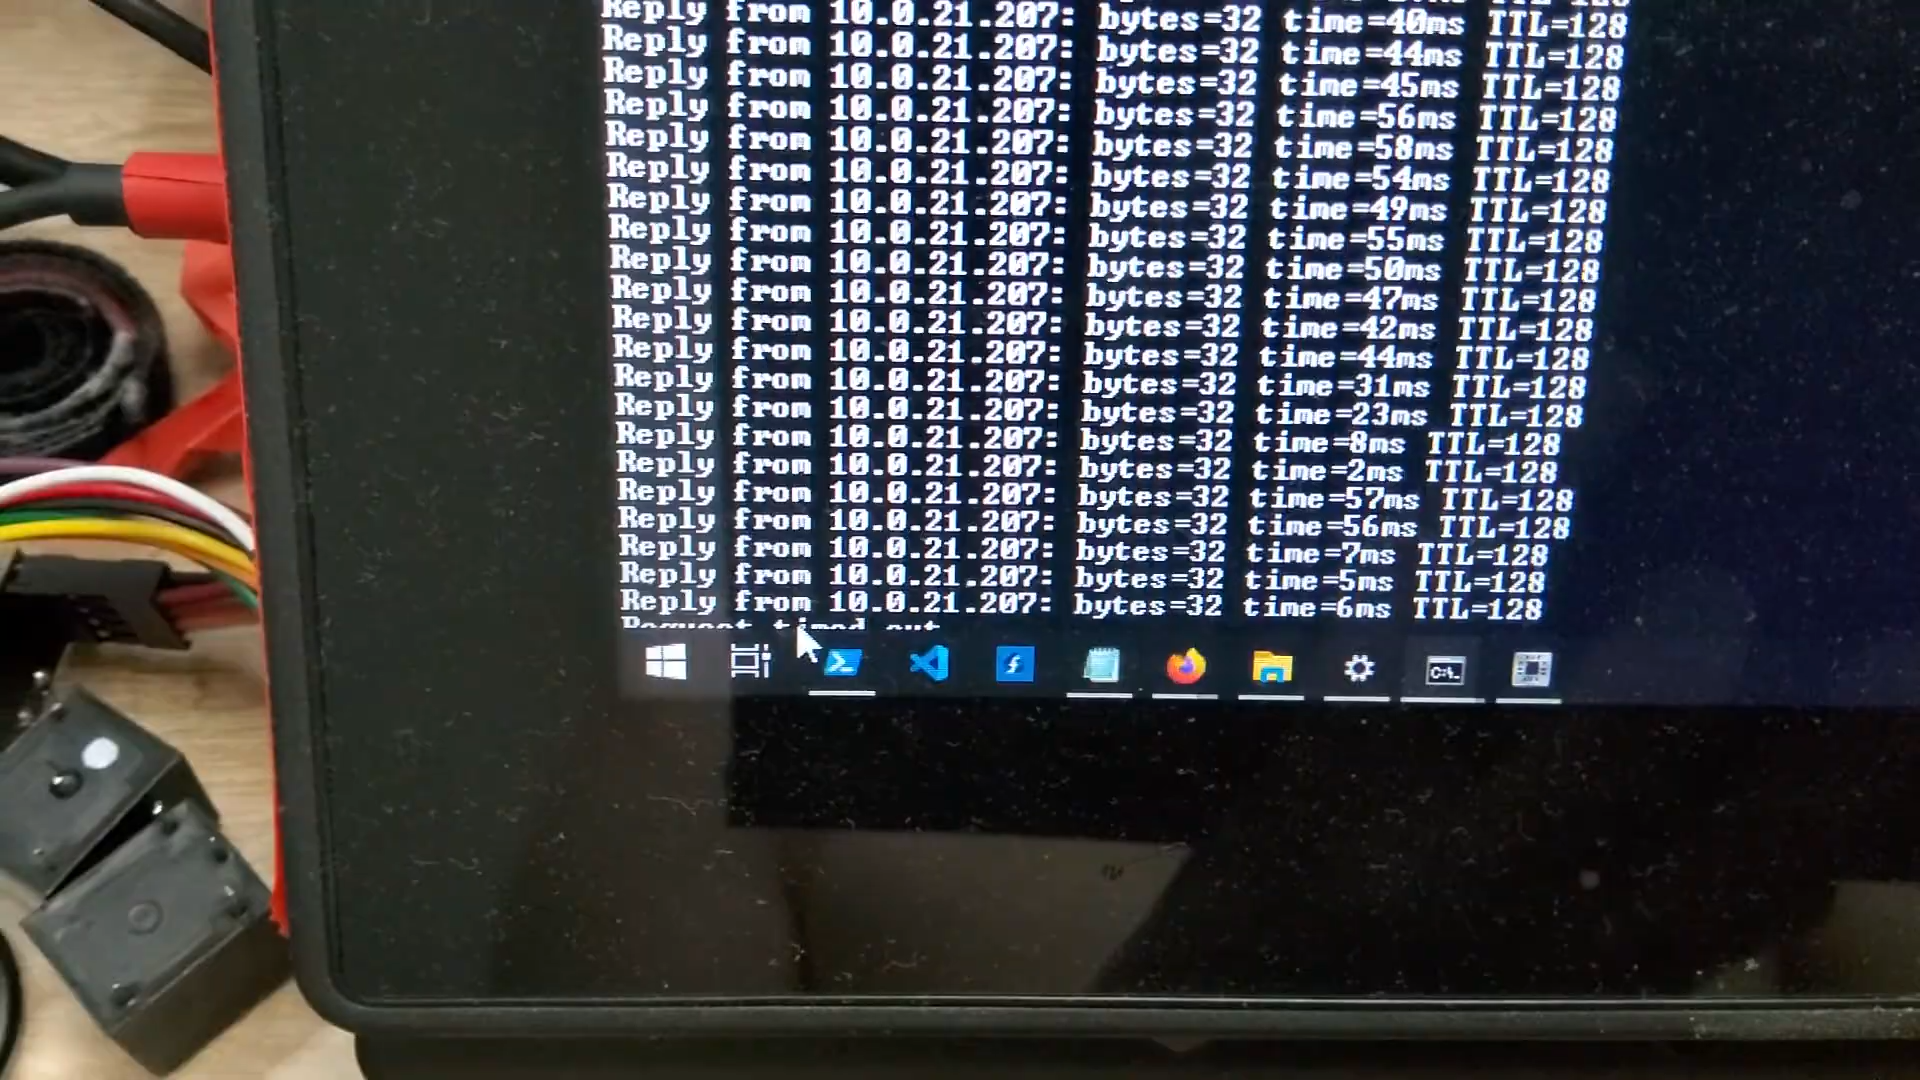 Reply from 10.0.21.207: bytes=32 time=40ms TTL=128
Reply from 10.0.21.207: bytes=32 time=44ms TTL=128
Reply from 10.0.21.207: bytes=32 time=45ms TTL=128
Reply from 10.0.21.207: bytes=32 time=56ms TTL=128
Reply from 10.0.21.207: bytes=32 time=58ms TTL=128
Reply from 10.0.21.207: bytes=32 time=54ms TTL=128
Reply from 10.0.21.207: bytes=32 time=49ms TTL=128
Reply from 10.0.21.207: bytes=32 time=55ms TTL=128
Reply from 10.0.21.207: bytes=32 time=50ms TTL=128
Reply from 10.0.21.207: bytes=32 time=47ms TTL=128
Reply from 10.0.21.207: bytes=32 time=42ms TTL=128
Reply from 10.0.21.207: bytes=32 time=44ms TTL=128
Reply from 10.0.21.207: bytes=32 time=31ms TTL=128
Reply from 10.0.21.207: bytes=32 time=23ms TTL=128
Reply from 10.0.21.207: bytes=32 time=8ms TTL=128
Reply from 10.0.21.207: bytes=32 time=2ms TTL=128
Reply from 10.0.21.207: bytes=32 time=57ms TTL=128
Reply from 10.0.21.207: bytes=32 time=56ms TTL=128
Reply from 10.0.21.207: bytes=32 time=7ms TTL=128
Reply from 10.0.21.207: bytes=32 time=5ms TTL=128
Reply from 10.0.21.207: bytes=32 time=6ms TTL=128
Request timed out
C:\.